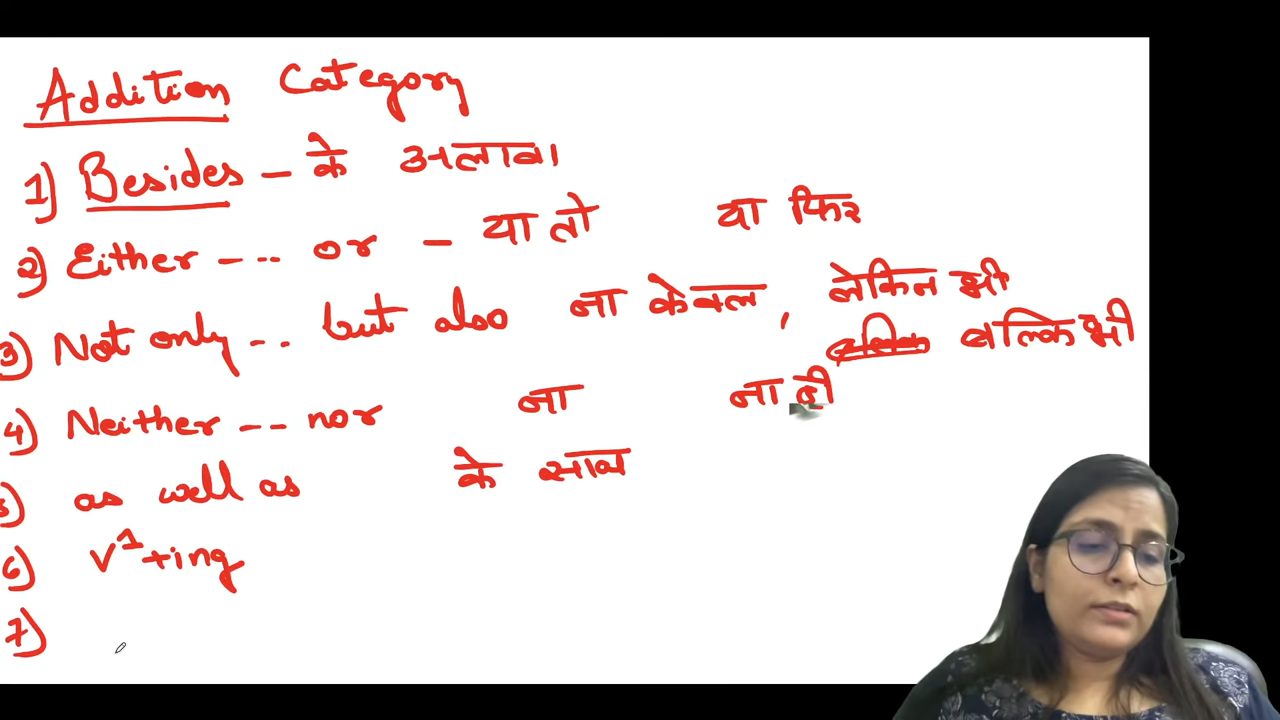 Addition Category
1) Besides - के अलावा
2) Either - -- or - या तो या फिर
3) Not only -- but also ना केवल, लेकिन भी
बल्कि भी
4) Neither -- nor ना ना ही
5) as well as के साथ
6) V¹+ing
7)